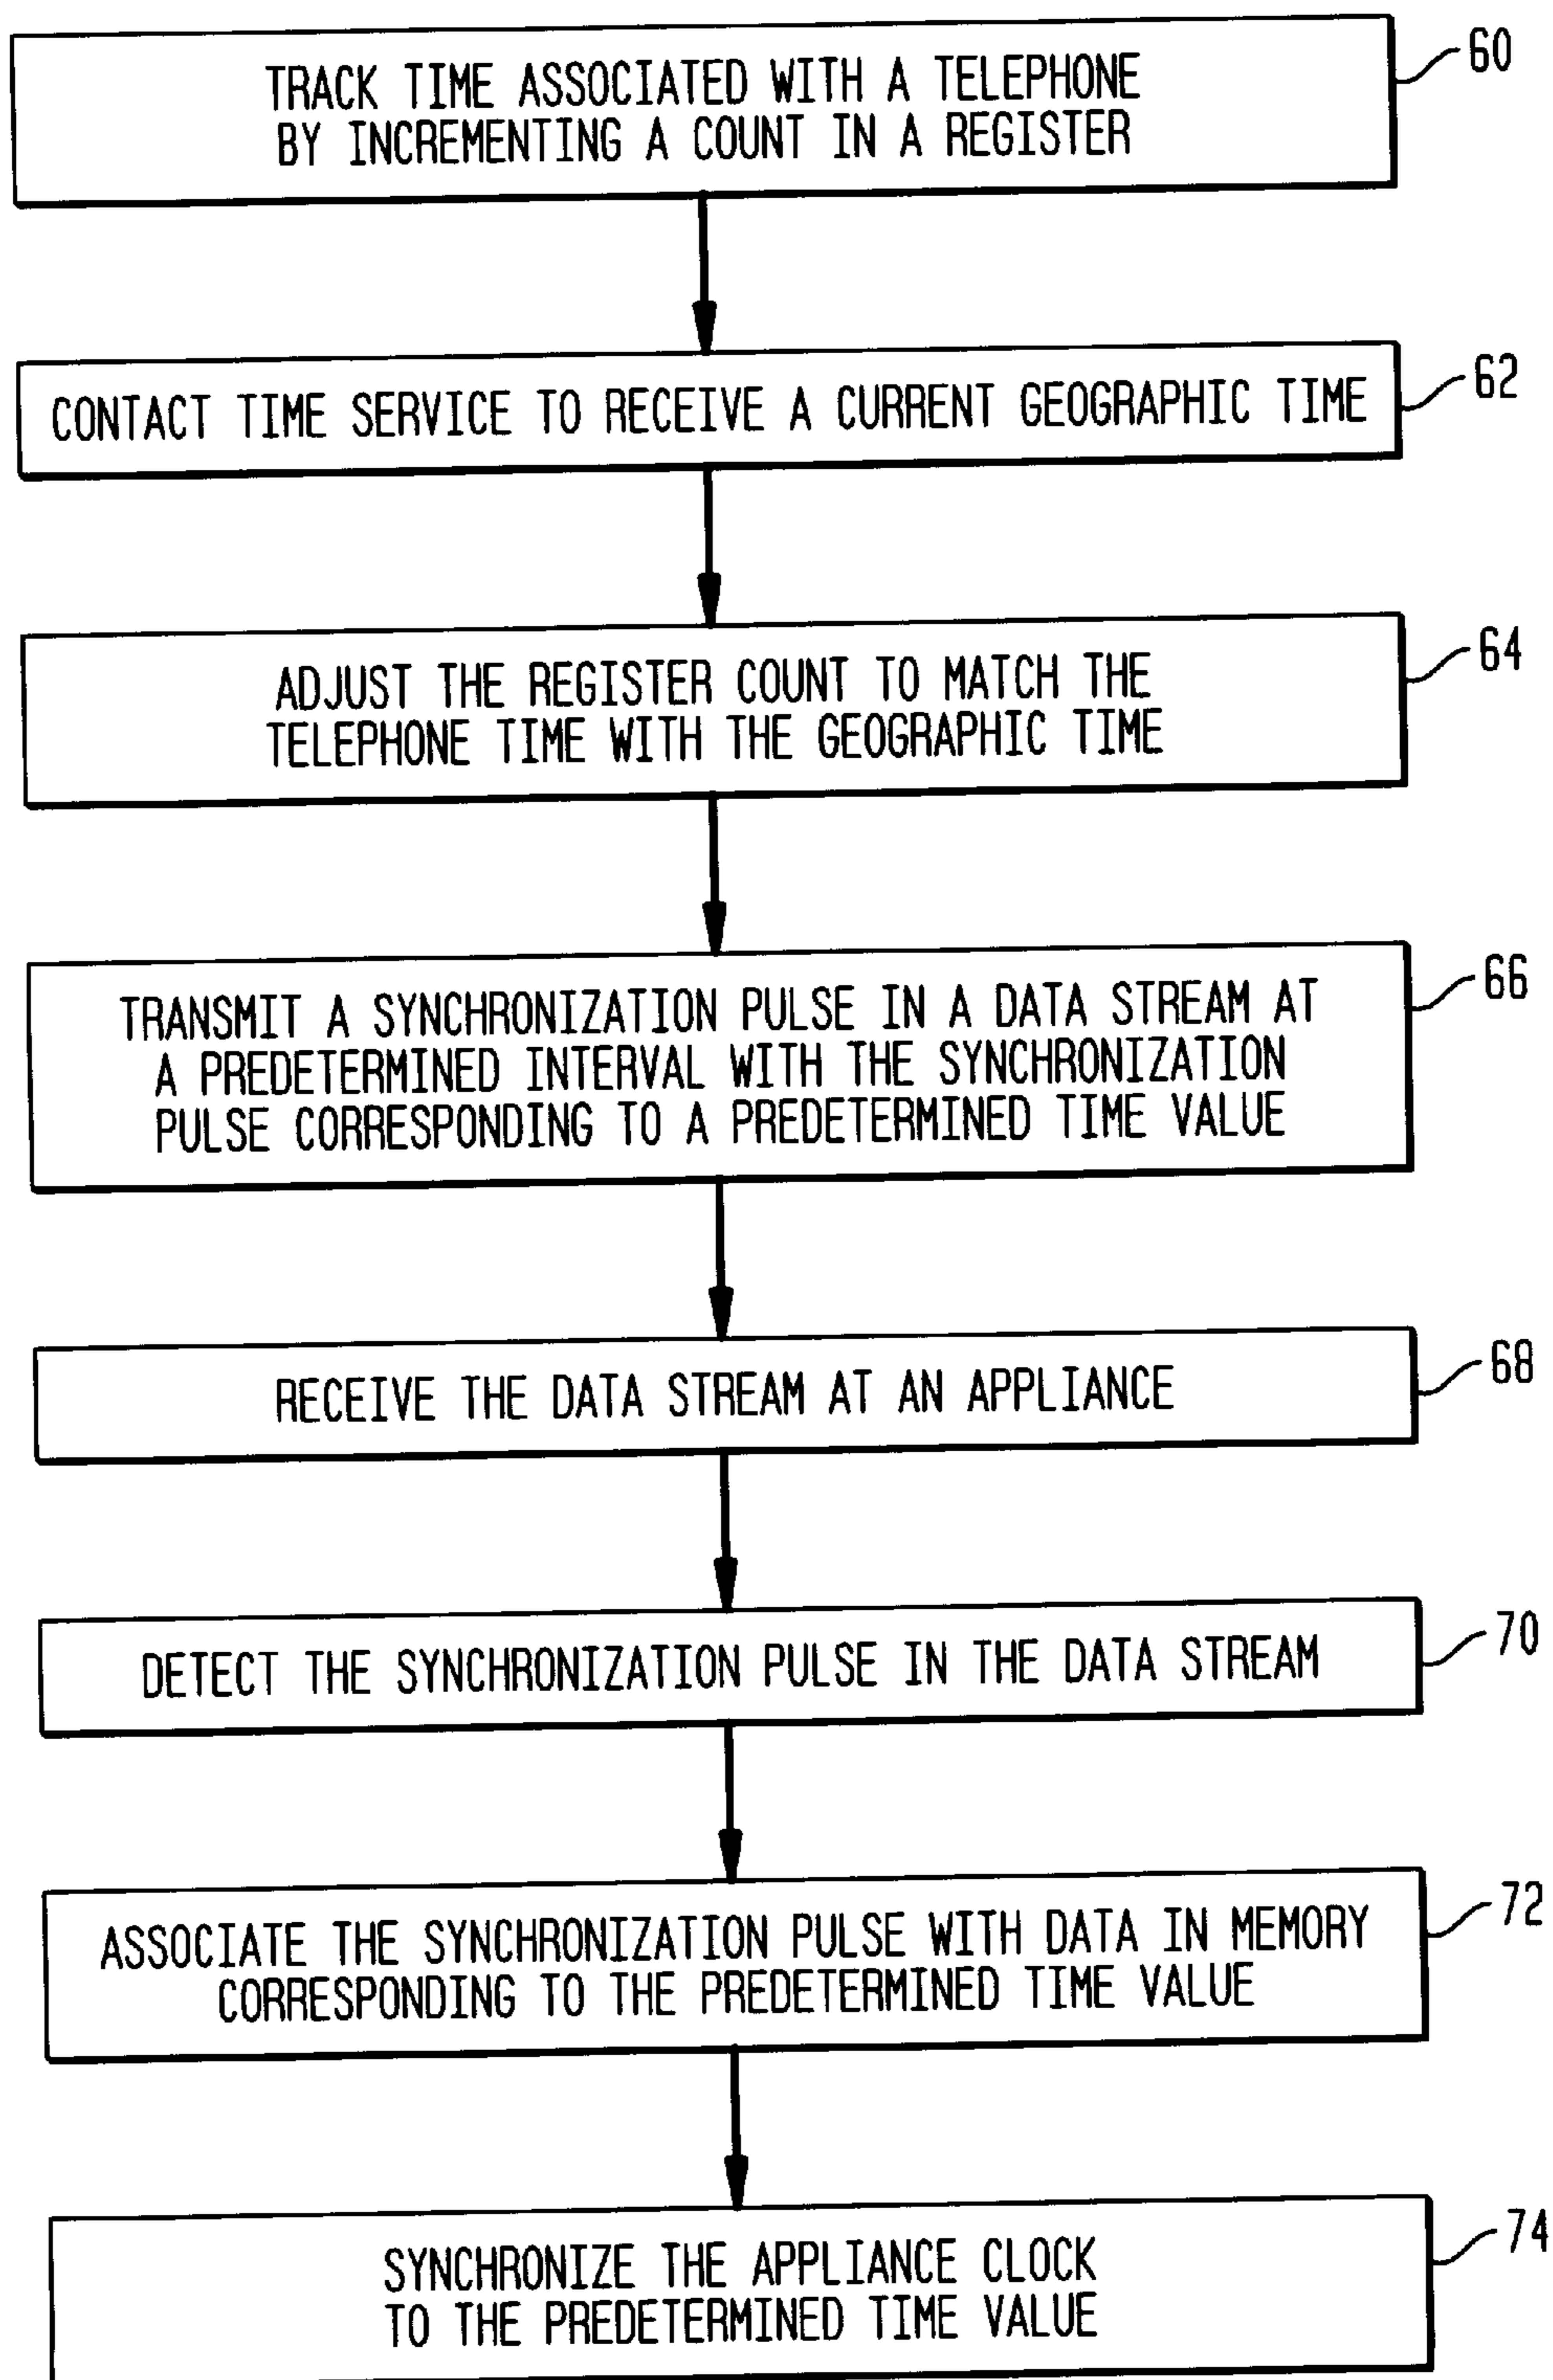 TRACK TIME ASSOCIATED WITH A TELEPHONE
BY INCREMENTING A COUNT IN A REGISTER
60
CONTACT TIME SERVICE TO RECEIVE A CURRENT GEOGRAPHIC TIME
62
ADJUST THE REGISTER COUNT TO MATCH THE
TELEPHONE TIME WITH THE GEOGRAPHIC TIME
64
TRANSMIT A SYNCHRONIZATION PULSE IN A DATA STREAM AT
A PREDETERMINED INTERVAL WITH THE SYNCHRONIZATION
PULSE CORRESPONDING TO A PREDETERMINED TIME VALUE
66
RECEIVE THE DATA STREAM AT AN APPLIANCE
68
DETECT THE SYNCHRONIZATION PULSE IN THE DATA STREAM
70
ASSOCIATE THE SYNCHRONIZATION PULSE WITH DATA IN MEMORY
CORRESPONDING TO THE PREDETERMINED TIME VALUE
72
SYNCHRONIZE THE APPLIANCE CLOCK
TO THE PREDETERMINED TIME VALUE
74